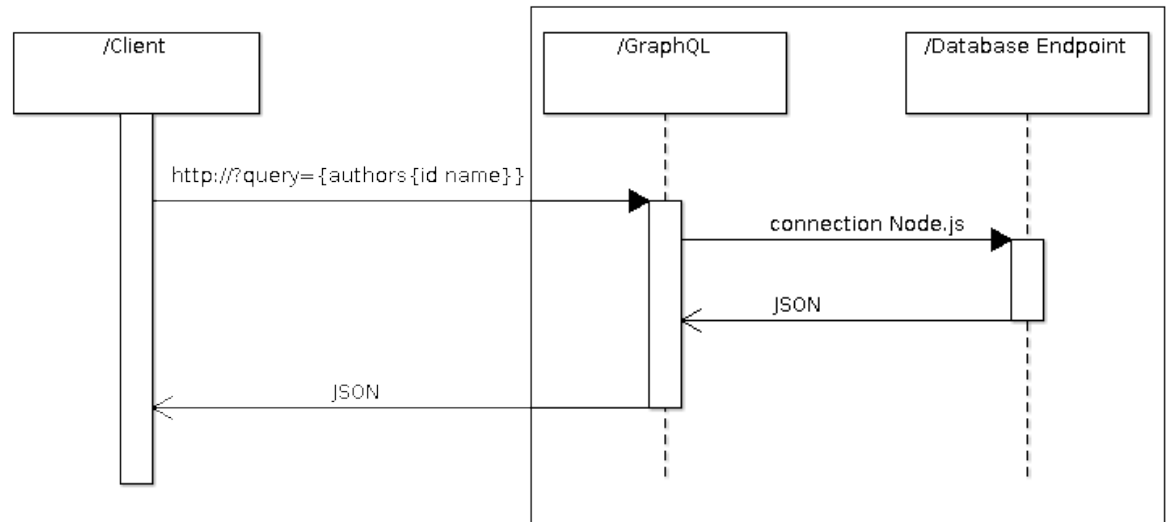 /Client
/GraphQL
/Database Endpoint
http://?query={authors{id name}}
connection Node.js
JSON
JSON